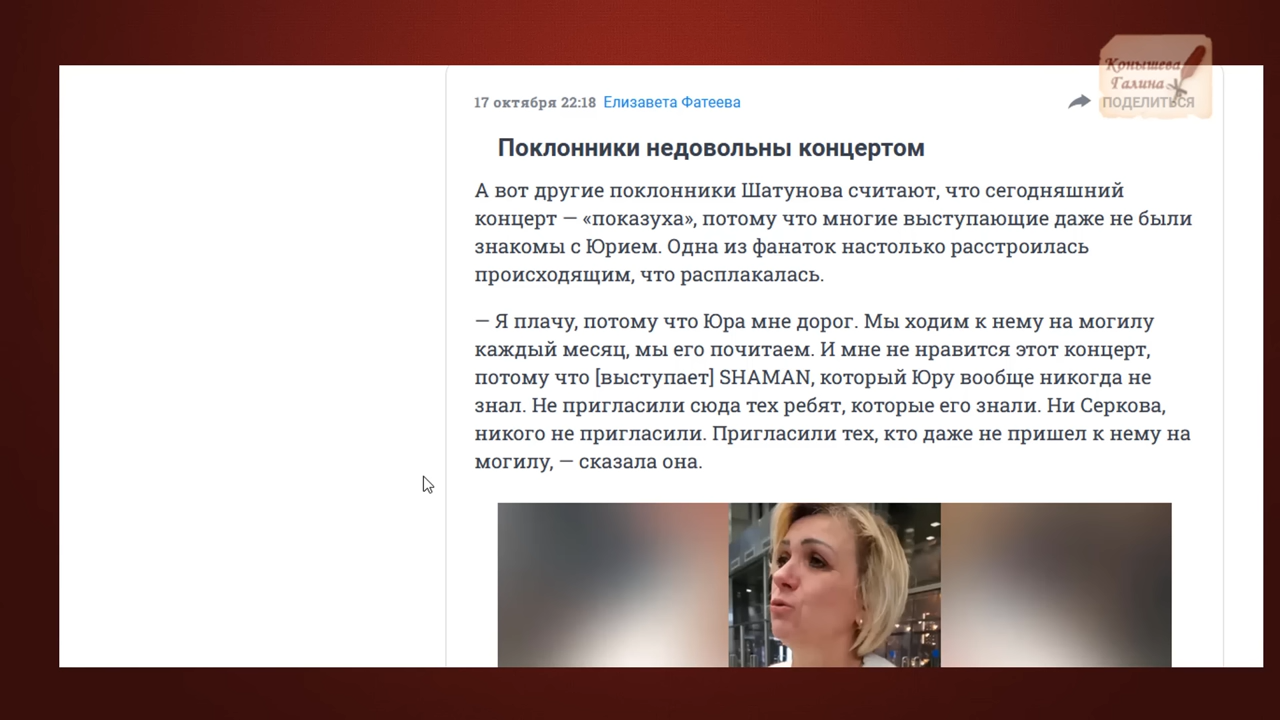 Конышева
Галина
17 октября 22:18 Елизавета Фатеева
ПОДЕЛИТЬСЯ
Поклонники недовольны концертом
А вот другие поклонники Шатунова считают, что сегодняшний
концерт — «показуха», потому что многие выступающие даже не были
знакомы с Юрием. Одна из фанаток настолько расстроилась
происходящим, что расплакалась.
— Я плачу, потому что Юра мне дорог. Мы ходим к нему на могилу
каждый месяц, мы его почитаем. И мне не нравится этот концерт,
потому что [выступает] SHAMAN, который Юру вообще никогда не
знал. Не пригласили сюда тех ребят, которые его знали. Ни Серкова,
никого не пригласили. Пригласили тех, кто даже не пришел к нему на
могилу, — сказала она.